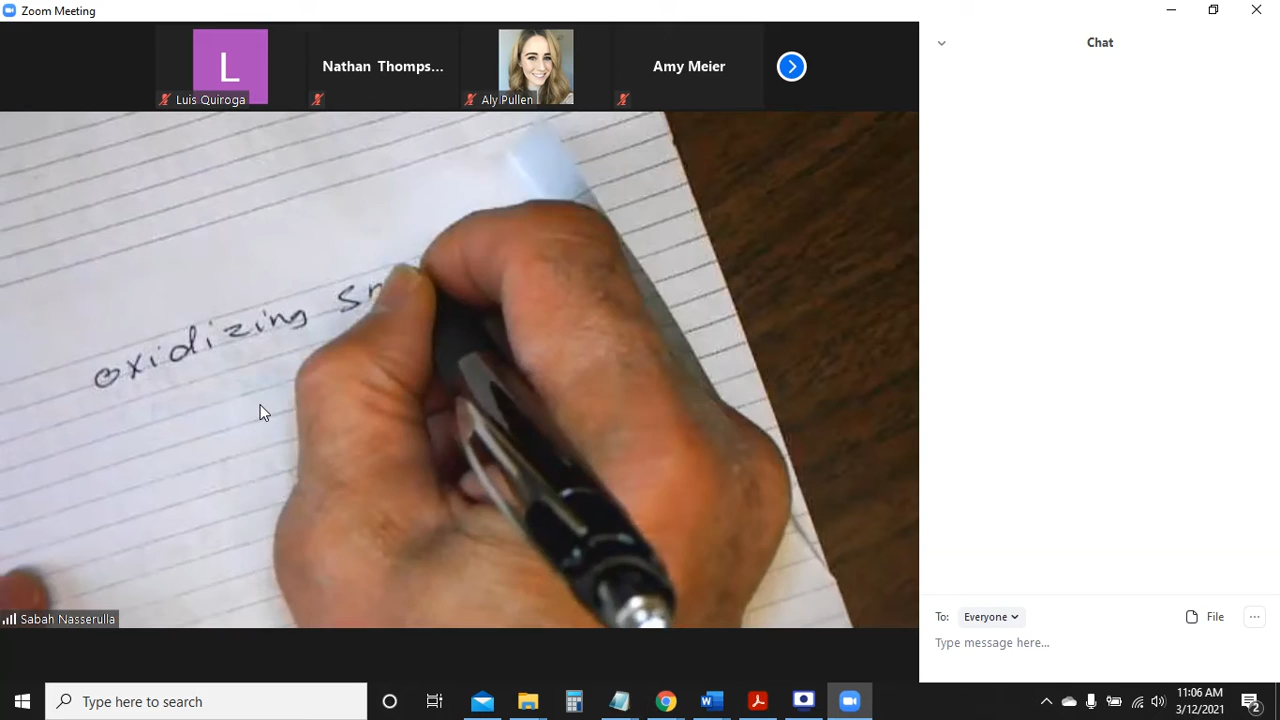 Zoom Meeting
L
Luis Quiroga
Nathan Thomps...
Aly Pullen
Amy Meier
Chat
oxidizing
Sabah Nasserulla
To: Everyone
File
Type message here...
Type here to search
11:06 AM
3/12/2021
2